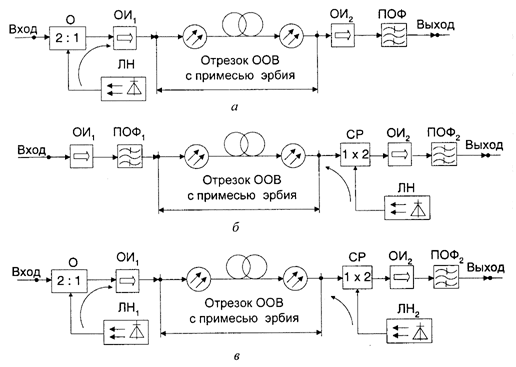 Вход
О
2 : 1
ОИ₁
ЛН
Отрезок ООВ
с примесью эрбия
ОИ₂
ПОФ
Выход
а
Вход
ОИ₁
ПОФ₁
Отрезок ООВ
с примесью эрбия
СР
1 x 2
ОИ₂
ПОФ₂
Выход
ЛН
б
Вход
О
2 : 1
ОИ₁
ЛН₁
Отрезок ООВ
с примесью эрбия
СР
1 x 2
ОИ₂
ПОФ₂
Выход
ЛН₂
в